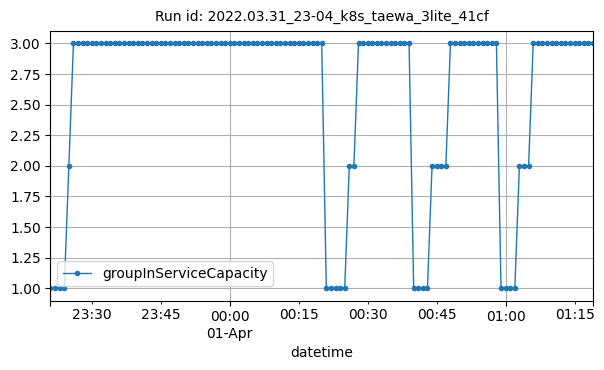 Run id: 2022.03.31_23-04_k8s_taewa_3lite_41cf
3.00
2.75
2.50
2.25
2.00
1.75
1.50
1.25
1.00
groupInServiceCapacity
23:30 23:45 00:00 00:15 00:30 00:45 01:00 01:15
01-Apr
datetime